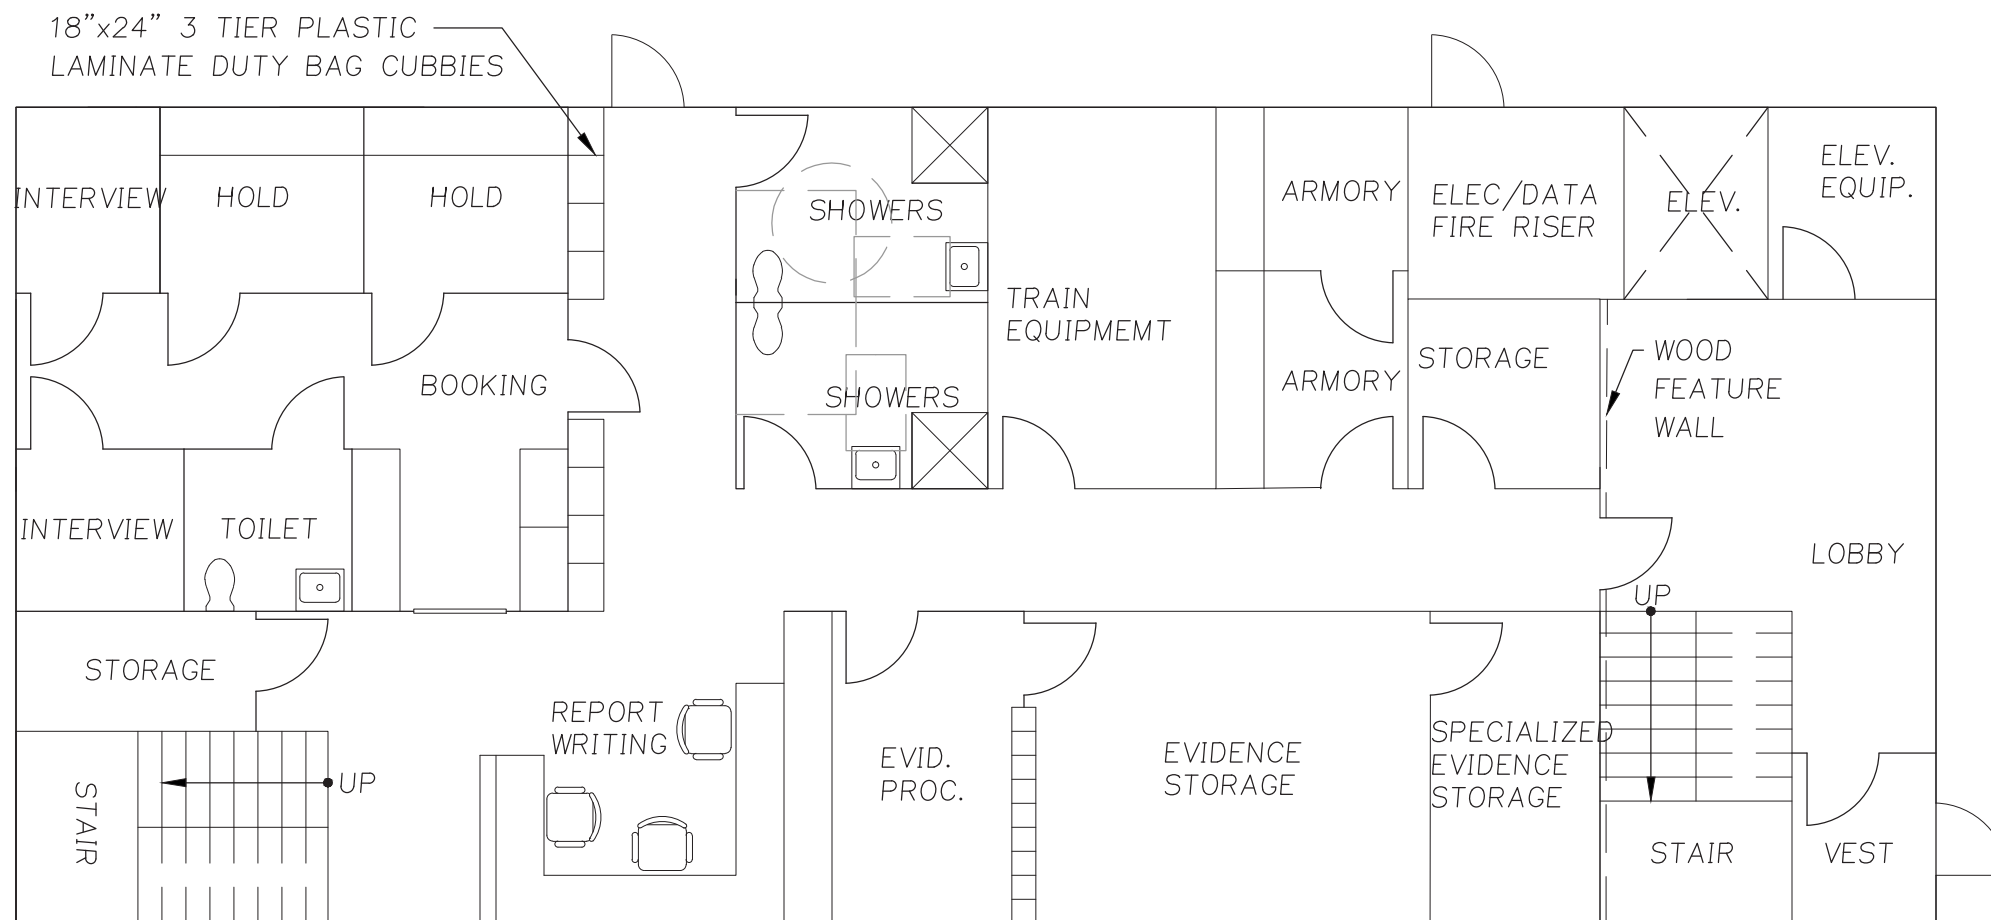 18”x24” 3 TIER PLASTIC
LAMINATE DUTY BAG CUBBIES
INTERVIEW
HOLD
HOLD
SHOWERS
ARMORY
ELEC/DATA
FIRE RISER
ELEV.
ELEV.
EQUIP.
TRAIN
EQUIPMEMT
BOOKING
SHOWERS
ARMORY
STORAGE
WOOD
FEATURE
WALL
INTERVIEW
TOILET
LOBBY
UP
STORAGE
REPORT
WRITING
EVID.
PROC.
EVIDENCE
STORAGE
SPECIALIZED
EVIDENCE
STORAGE
UP
STAIR
STAIR
VEST